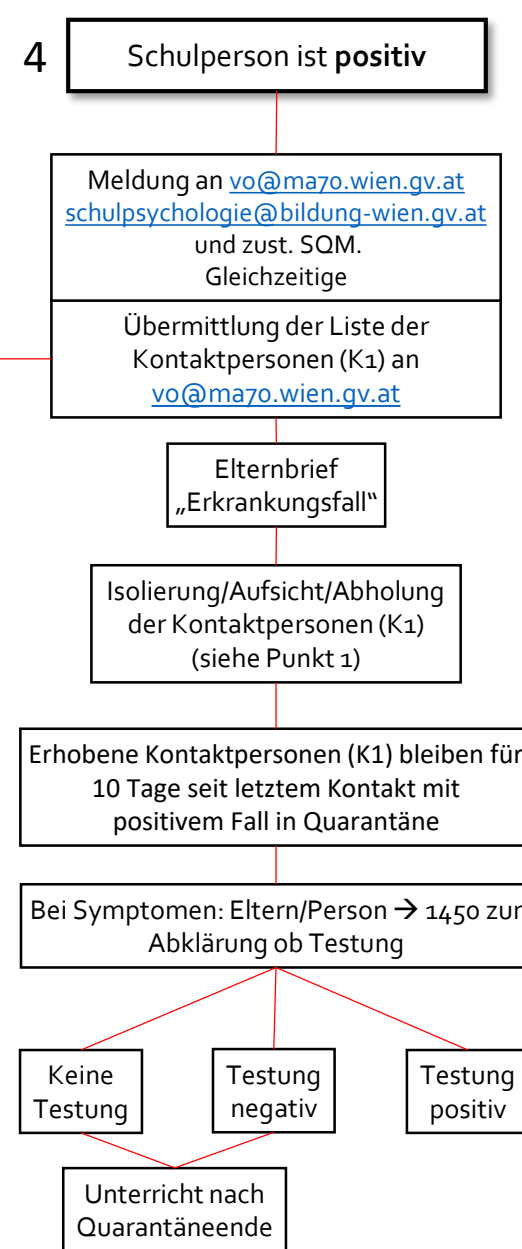 4
Schulperson ist positiv
Meldung an vo@ma70.wien.gv.at
schulpsychologie@bildung-wien.gv.at
und zust. SQM.
Gleichzeitige
Übermittlung der Liste der
Kontaktpersonen (K1) an
vo@ma70.wien.gv.at
Elternbrief
„Erkrankungsfall“
Isolierung/Aufsicht/Abholung
der Kontaktpersonen (K1)
(siehe Punkt 1)
Erhobene Kontaktpersonen (K1) bleiben für
10 Tage seit letztem Kontakt mit
positivem Fall in Quarantäne
Bei Symptomen: Eltern/Person → 1450 zur
Abklärung ob Testung
Keine
Testung
Testung
negativ
Testung
positiv
Unterricht nach
Quarantäneende